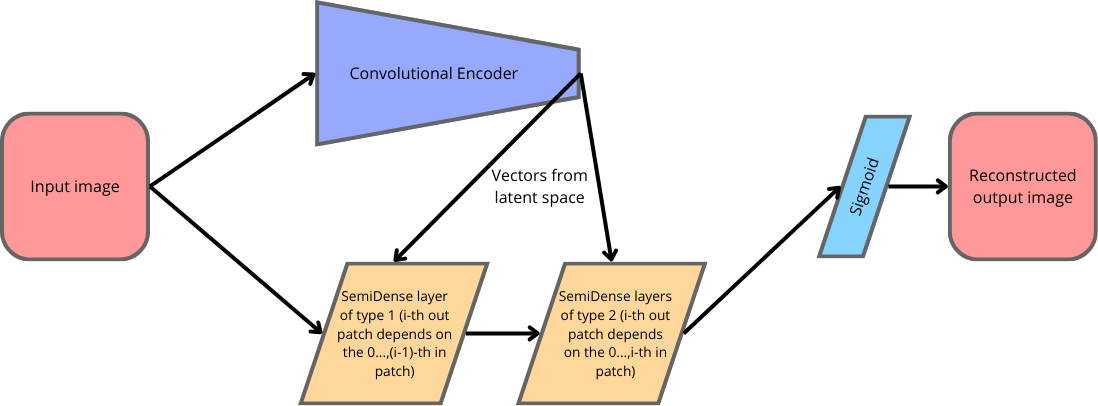 Convolutional Encoder
Input image
Vectors from
latent space
Sigmoid
Reconstructed
output image
SemiDense layer
of type 1 (i-th out
patch depends on
the 0...,(i-1)-th in
patch)
SemiDense layers
of type 2 (i-th out
patch depends
on the 0...,i-th in
patch)